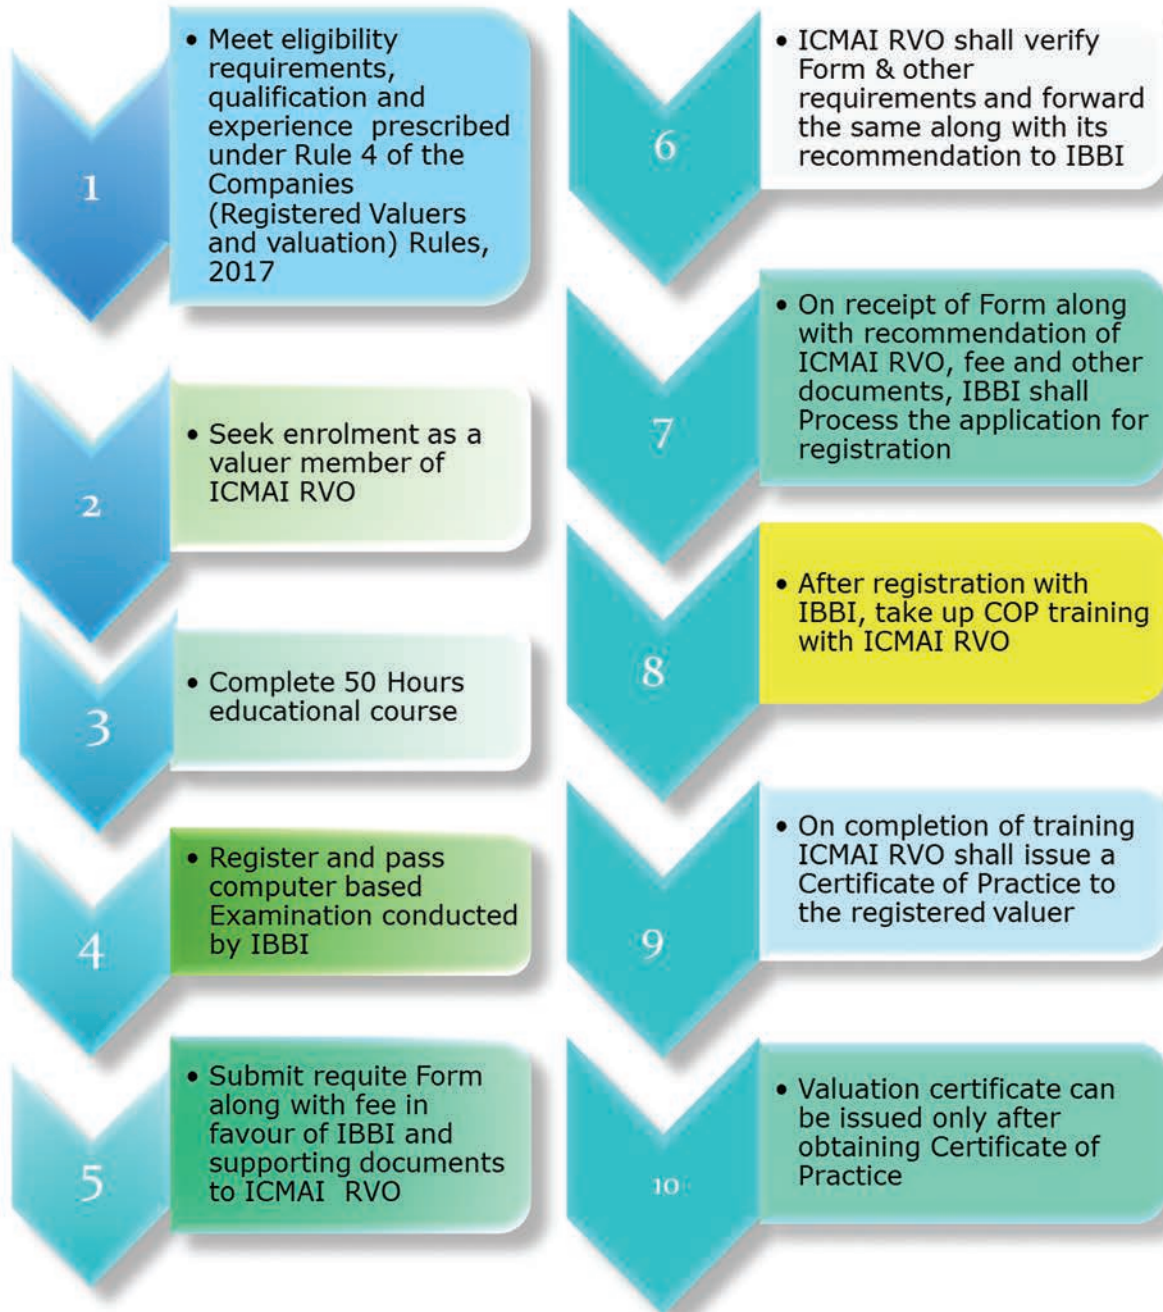 1
• Meet eligibility
requirements,
qualification and
experience prescribed
under Rule 4 of the
Companies
(Registered Valuers
and valuation) Rules,
2017
2
• Seek enrolment as a
valuer member of
ICMAI RVO
3
• Complete 50 Hours
educational course
4
• Register and pass
computer based
Examination conducted
by IBBI
5
• Submit requite Form
along with fee in
favour of IBBI and
supporting documents
to ICMAI RVO
6
• ICMAI RVO shall verify
Form & other
requirements and forward
the same along with its
recommendation to IBBI
7
• On receipt of Form along
with recommendation of
ICMAI RVO, fee and other
documents, IBBI shall
Process the application for
registration
8
• After registration with
IBBI, take up COP training
with ICMAI RVO
9
• On completion of training
ICMAI RVO shall issue a
Certificate of Practice to
the registered valuer
10
• Valuation certificate can
be issued only after
obtaining Certificate of
Practice